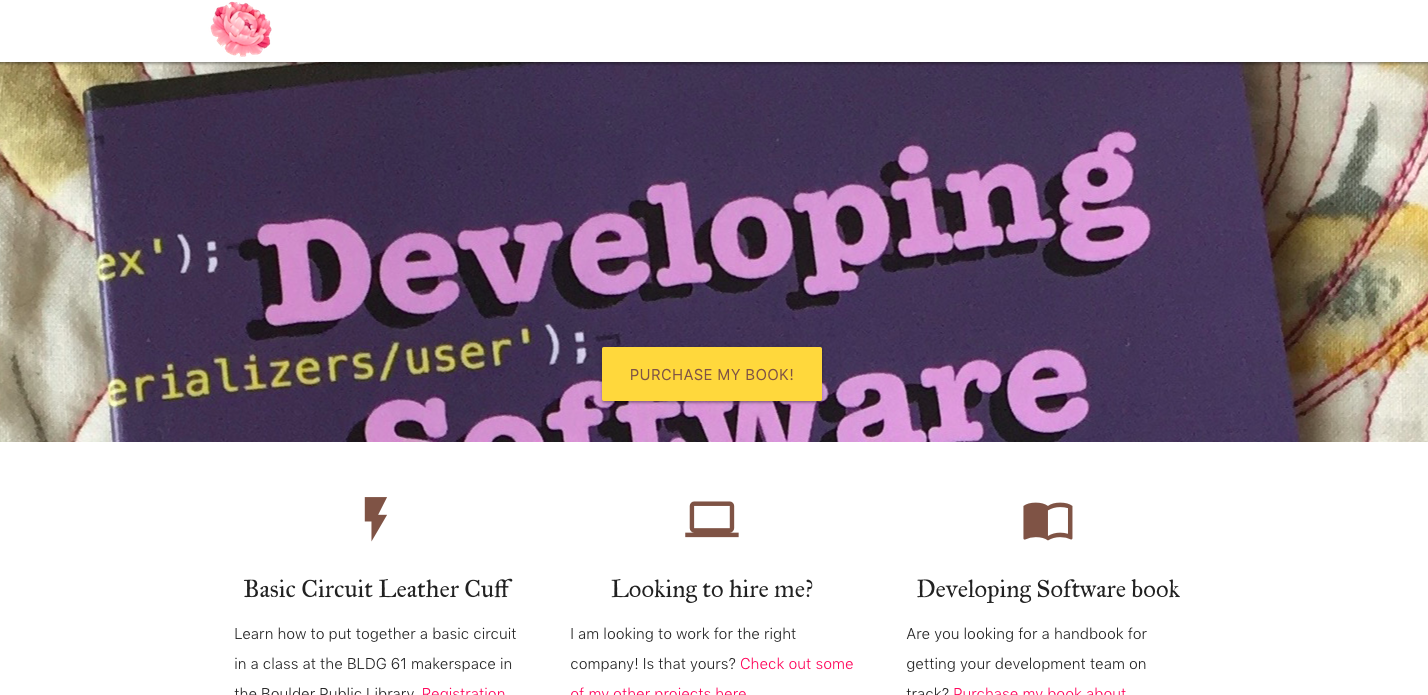 Developing
ex');
erializers/user');
PURCHASE MY BOOK!
Software
Basic Circuit Leather Cuff
Learn how to put together a basic circuit
in a class at the BLDG 61 makerspace in
the Boulder Public Library. Registration
Looking to hire me?
I am looking to work for the right
company! Is that yours? Check out some
of my other projects here
Developing Software book
Are you looking for a handbook for
getting your development team on
track? Purchase my book about